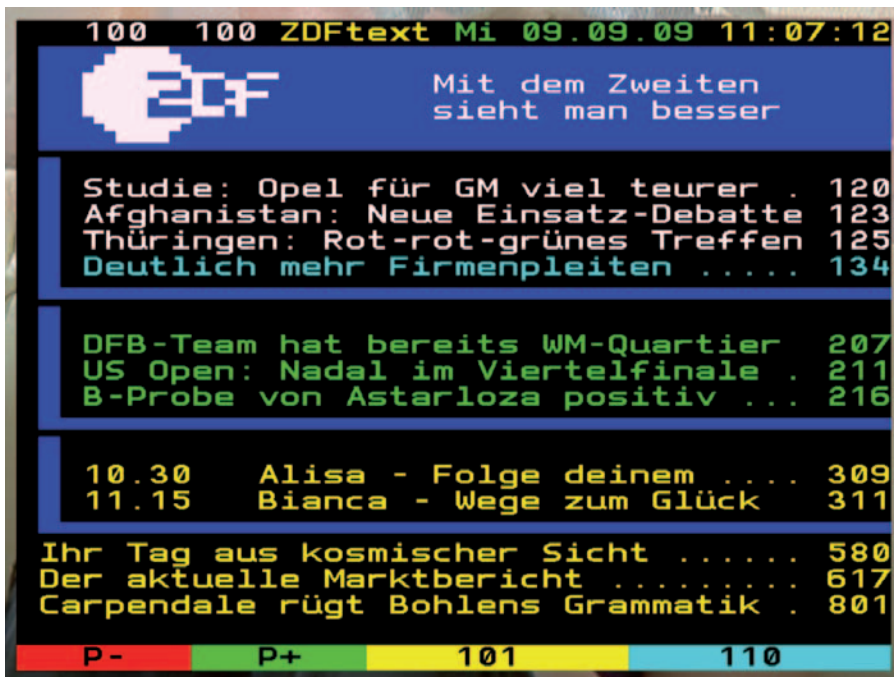 100 100 ZDFtext Mi 09.09.09 11:07:12
ZDF
Mit dem Zweiten
sieht man besser
Studie: Opel für GM viel teurer . 120
Afghanistan: Neue Einsatz-Debatte 123
Thüringen: Rot-rot-grünes Treffen 125
Deutlich mehr Firmenpleiten ..... 134
DFB-Team hat bereits WM-Quartier 207
US Open: Nadal im Viertelfinale . 211
B-Probe von Astarloza positiv ... 216
10.30 Alisa - Folge deinem .... 309
11.15 Bianca - Wege zum Glück 311
Ihr Tag aus kosmischer Sicht ...... 580
Der aktuelle Marktbericht ......... 617
Carpendale rügt Bohlens Grammatik . 801
P- P+ 101 110